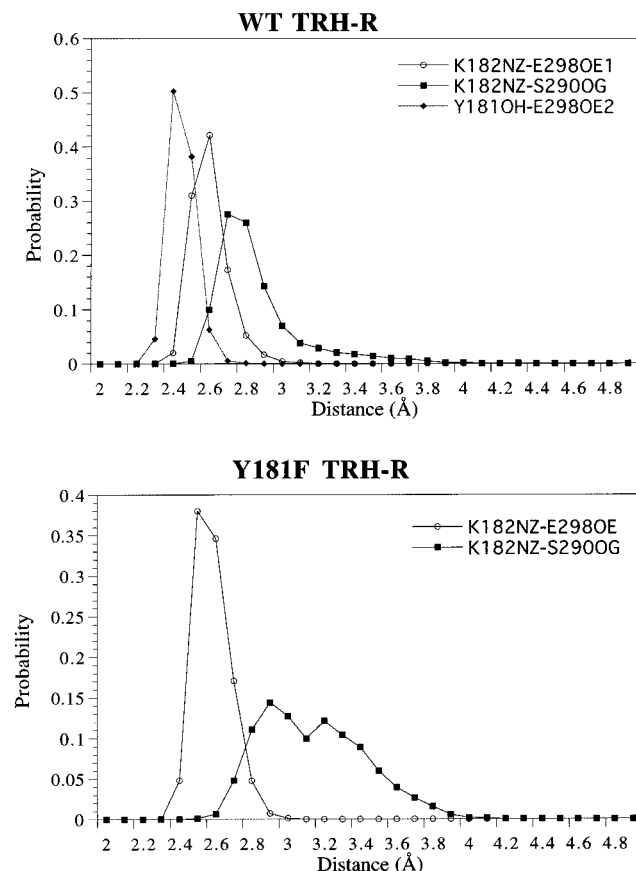 WT TRH-R
0.6
0.5
0.4
0.3
0.2
0.1
0
Probability
K182NZ-E298OE1
K182NZ-S290OG
Y181OH-E298OE2
2 2.2 2.4 2.6 2.8 3 3.2 3.4 3.6 3.8 4 4.2 4.4 4.6 4.8
Distance (Å)
Y181F TRH-R
0.4
0.35
0.3
0.25
0.2
0.15
0.1
0.05
0
Probability
K182NZ-E298OE
K182NZ-S290OG
2 2.2 2.4 2.6 2.8 3 3.2 3.4 3.6 3.8 4 4.2 4.4 4.6 4.8
Distance (Å)